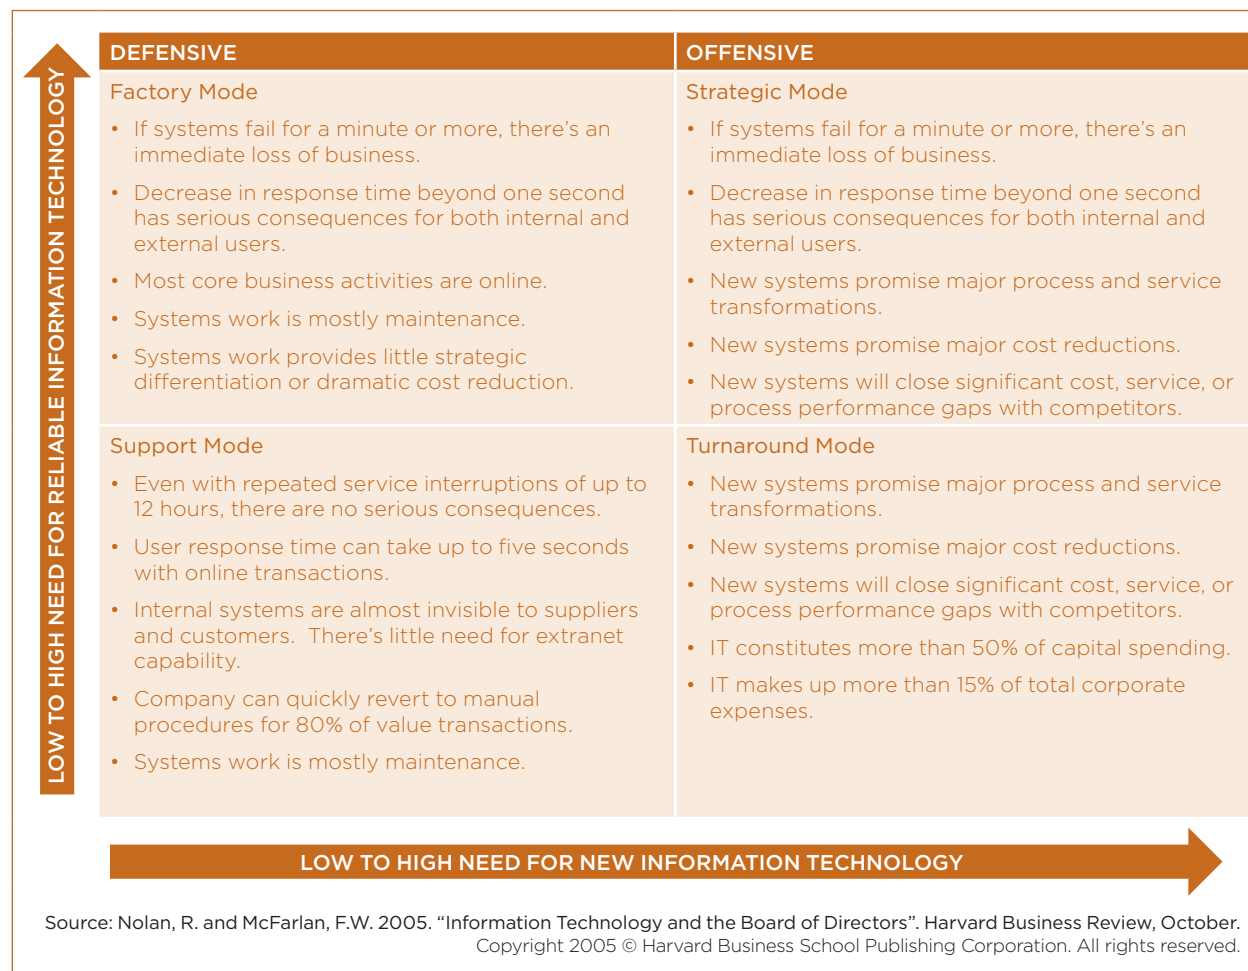 LOW TO HIGH NEED FOR RELIABLE INFORMATION TECHNOLOGY
DEFENSIVE
Factory Mode
• If systems fail for a minute or more, there’s an
immediate loss of business.
• Decrease in response time beyond one second
has serious consequences for both internal and
external users.
• Most core business activities are online.
• Systems work is mostly maintenance.
• Systems work provides little strategic
differentiation or dramatic cost reduction.
OFFENSIVE
Strategic Mode
• If systems fail for a minute or more, there’s an
immediate loss of business.
• Decrease in response time beyond one second
has serious consequences for both internal and
external users.
• New systems promise major process and service
transformations.
• New systems promise major cost reductions.
• New systems will close significant cost, service, or
process performance gaps with competitors.
Support Mode
• Even with repeated service interruptions of up to
12 hours, there are no serious consequences.
• User response time can take up to five seconds
with online transactions.
• Internal systems are almost invisible to suppliers
and customers.  There’s little need for extranet
capability.
• Company can quickly revert to manual
procedures for 80% of value transactions.
• Systems work is mostly maintenance.
Turnaround Mode
• New systems promise major process and service
transformations.
• New systems promise major cost reductions.
• New systems will close significant cost, service, or
process performance gaps with competitors.
• IT constitutes more than 50% of capital spending.
• IT makes up more than 15% of total corporate
expenses.
LOW TO HIGH NEED FOR NEW INFORMATION TECHNOLOGY
Source: Nolan, R. and McFarlan, F.W. 2005. “Information Technology and the Board of Directors”. Harvard Business Review, October.
Copyright 2005 © Harvard Business School Publishing Corporation. All rights reserved.